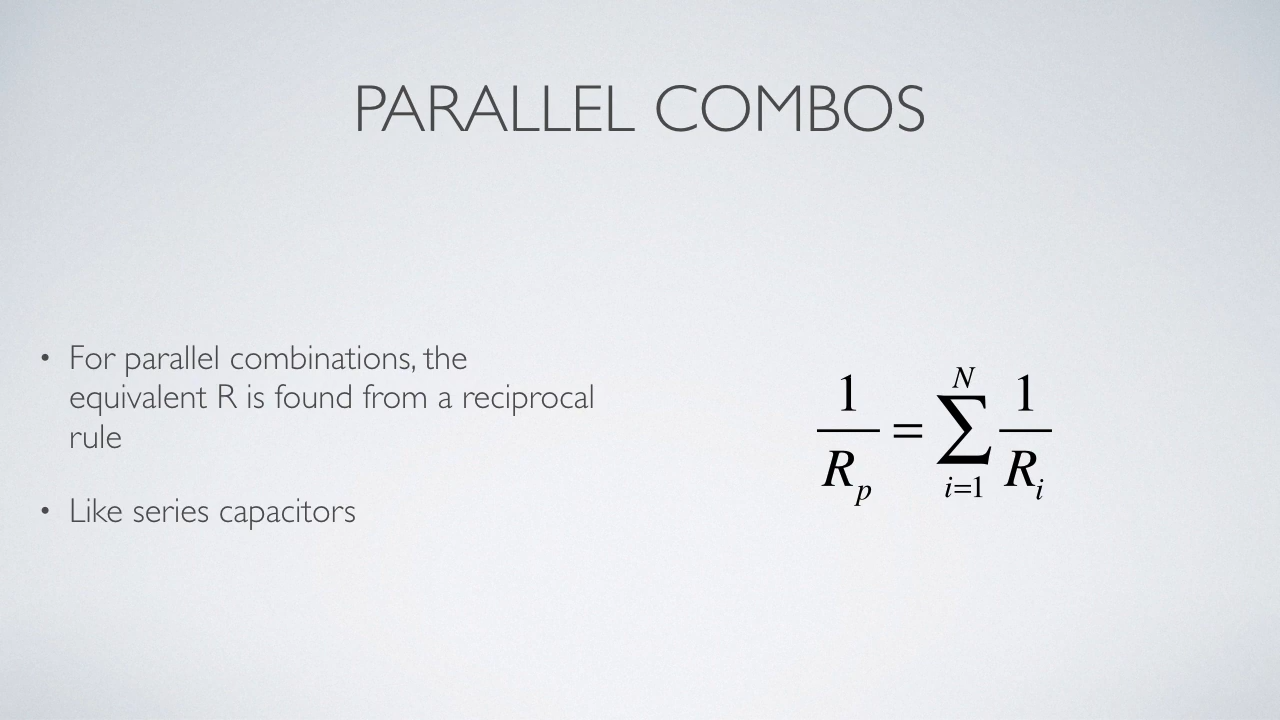 PARALLEL COMBOS
• For parallel combinations, the
equivalent R is found from a reciprocal
rule
• Like series capacitors
1/R_p = ∑_{i=1}^{N} 1/R_i